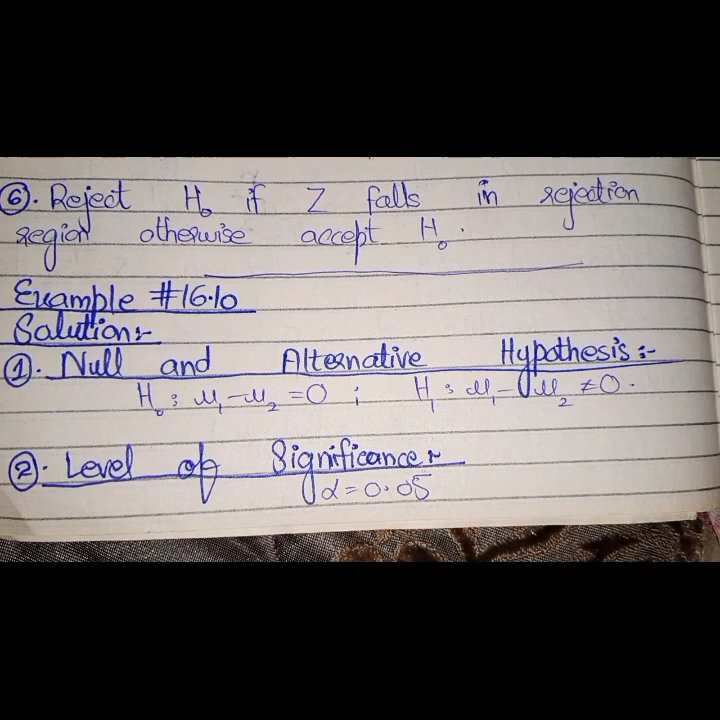 ⑥. Reject H₀ if Z falls in rejection
region otherwise accept H₀.
Example #16.10
Solution:-
①. Null and Alternative Hypothesis:-
H₀ : μ₁-μ₂ = 0 ; H₁ : μ₁-μ₂ ≠ 0.
②. Level of Significance:-
α = 0.05